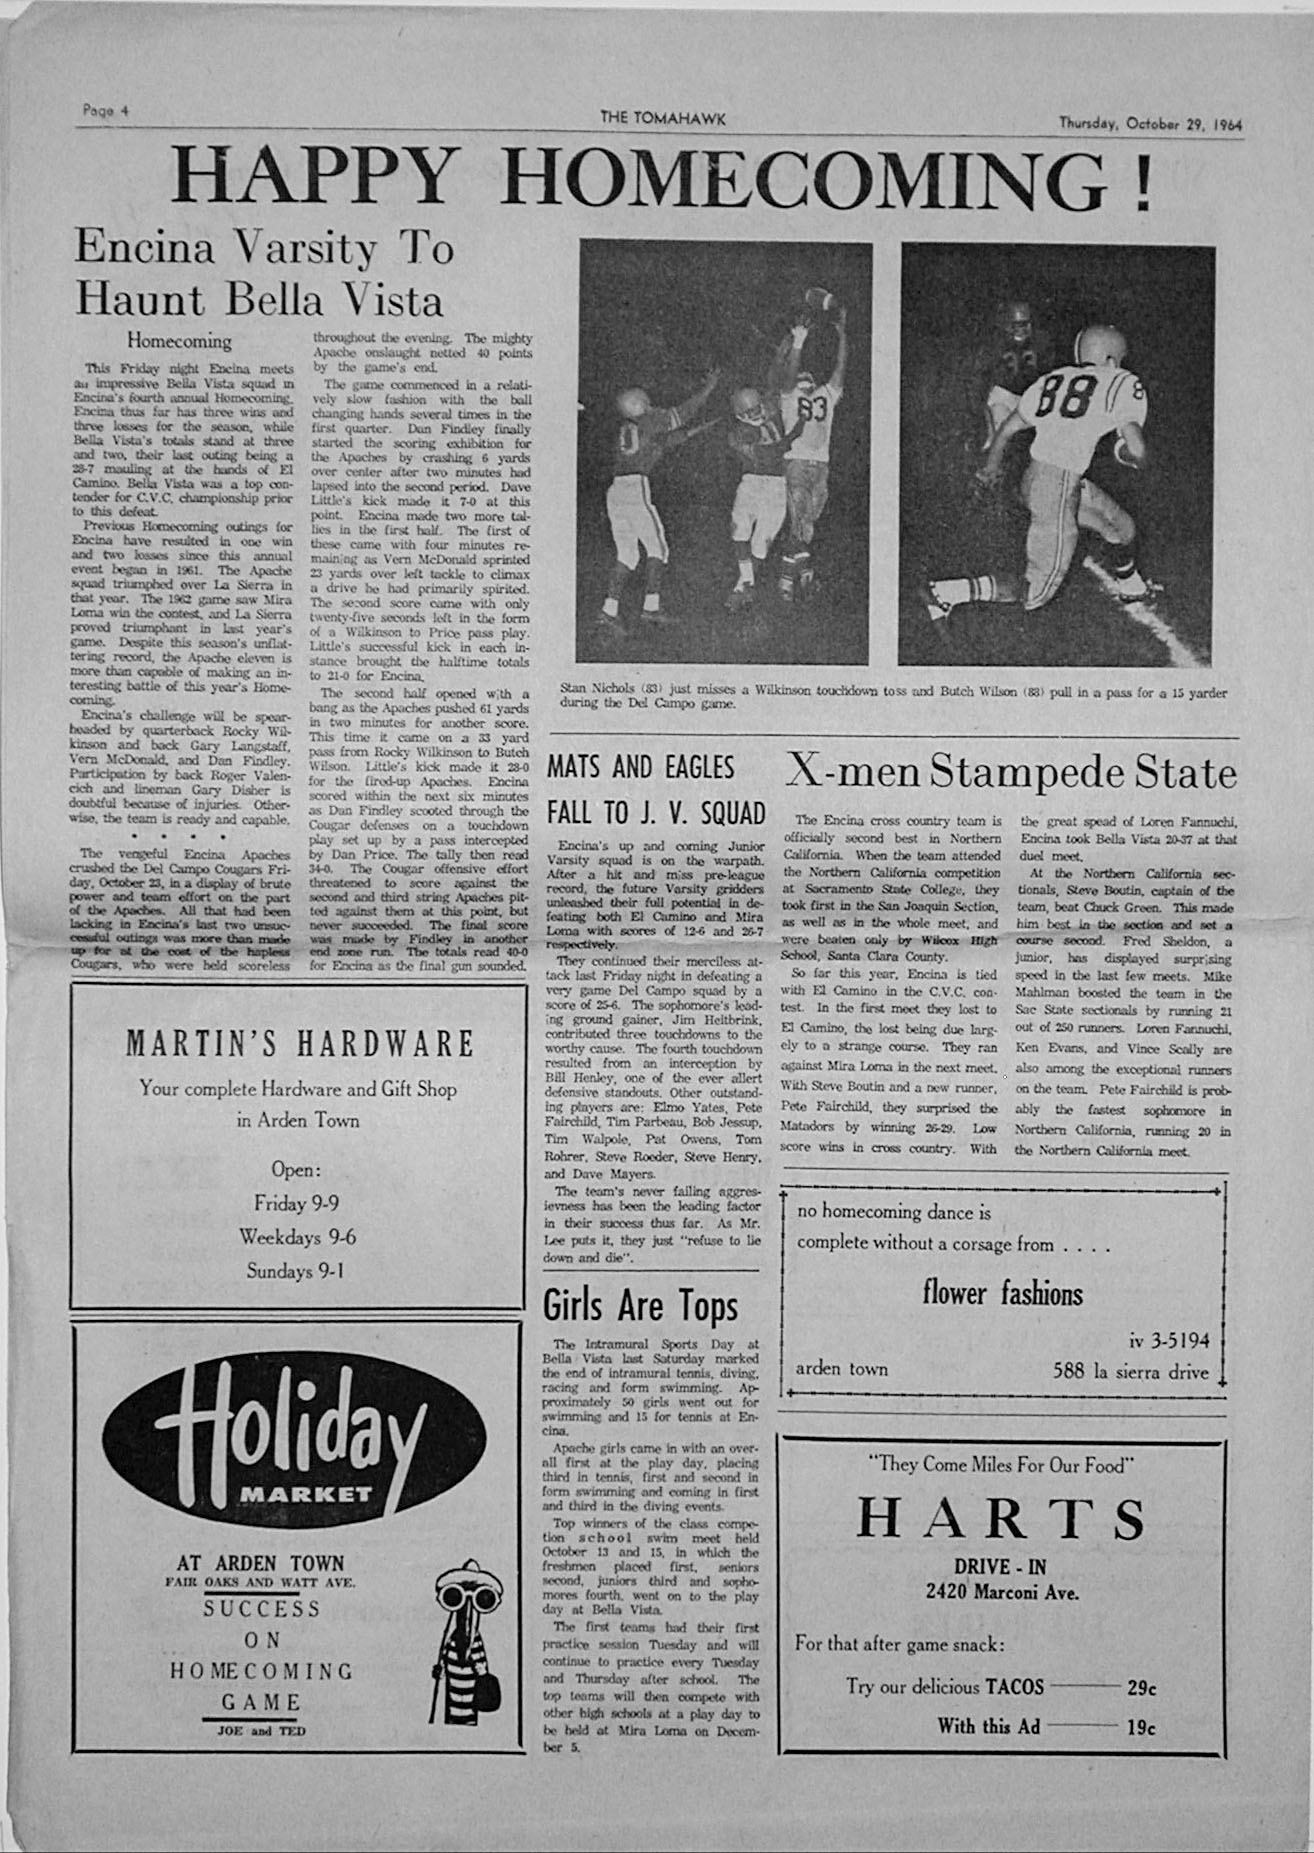 Page 4
THE TOMAHAWK
Thursday, October 29, 1964
HAPPY HOMECOMING !
Encina Varsity To
Haunt Bella Vista
Homecoming
This Friday night Encina meets
an impressive Bella Vista squad in
Encina's fourth annual Homecoming.
Encina thus far has three wins and
three losses for the season, while
Bella Vista's totals stand at three
and two, their last outing being a
28-7 mauling at the hands of El
Camino. Bella Vista was a top con-
tender for C.V.C. championship prior
to this defeat.
Previous Homecoming outings for
Encina have resulted in one win
and two losses since this annual
event began in 1961. The Apache
squad triumphed over La Sierra in
that year. The 1962 game saw Mira
Loma win the contest, and La Sierra
proved triumphant in last year's
game. Despite this season's unflat-
tering record, the Apache eleven is
more than capable of making an in-
teresting battle of this year's Home-
coming.
Encina's challenge will be spear-
headed by quarterback Rocky Wil-
kinson and back Gary Langstaff,
Vern McDonald, and Dan Findley.
Participation by back Roger Valen-
cich and lineman Gary Disher is
doubtful because of injuries. Other-
wise, the team is ready and capable.
* * * *
The vengeful Encina Apaches
crushed the Del Campo Cougars Fri-
day, October 23, in a display of brute
power and team effort on the part
of the Apaches. All that had been
lacking in Encina's last two unsuc-
cessful outings was more than made
up for at the cost of the hapless
Cougars, who were held scoreless
throughout the evening. The mighty
Apache onslaught netted 40 points
by the game's end.
The game commenced in a relati-
vely slow fashion with the ball
changing hands several times in the
first quarter. Dan Findley finally
started the scoring exhibition for
the Apaches by crashing 6 yards
over center after two minutes had
lapsed into the second period. Dave
Little's kick made it 7-0 at this
point. Encina made two more tal-
lies in the first half. The first of
these came with four minutes re-
maining as Vern McDonald sprinted
23 yards over left tackle to climax
a drive he had primarily spirited.
The second score came with only
twenty-five seconds left in the form
of a Wilkinson to Price pass play.
Little's successful kick in each in-
stance brought the halftime totals
to 21-0 for Encina.
The second half opened with a
bang as the Apaches pushed 61 yards
in two minutes for another score.
This time it came on a 33 yard
pass from Rocky Wilkinson to Butch
Wilson. Little's kick made it 28-0
for the fired-up Apaches. Encina
scored within the next six minutes
as Dan Findley scooted through the
Cougar defenses on a touchdown
play set up by a pass intercepted
by Dan Price. The tally then read
34-0. The Cougar offensive effort
threatened to score against the
second and third string Apaches pit-
ted against them at this point, but
never succeeded. The final score
was made by Findley in another
end zone run. The totals read 40-0
for Encina as the final gun sounded.
83
88
8
Stan Nichols (83) just misses a Wilkinson touchdown toss and Butch Wilson (88) pull in a pass for a 15 yarder
during the Del Campo game.
MATS AND EAGLES
FALL TO J. V. SQUAD
Encina's up and coming Junior
Varsity squad is on the warpath.
After a hit and miss pre-league
record, the future Varsity gridders
unleashed their full potential in de-
feating both El Camino and Mira
Loma with scores of 12-6 and 26-7
respectively.
They continued their merciless at-
tack last Friday night in defeating a
very game Del Campo squad by a
score of 25-6. The sophomore's lead-
ing ground gainer, Jim Heitbrink,
contributed three touchdowns to the
worthy cause. The fourth touchdown
resulted from an interception by
Bill Henley, one of the ever allert
defensive standouts. Other outstand-
ing players are: Elmo Yates, Pete
Fairchild, Tim Parbeau, Bob Jessup,
Tim Walpole, Pat Owens, Tom
Rohrer, Steve Roeder, Steve Henry,
and Dave Mayers.
The team's never failing aggres-
ievness has been the leading factor
in their success thus far. As Mr.
Lee puts it, they just "refuse to lie
down and die".
Girls Are Tops
The Intramural Sports Day at
Bella Vista last Saturday marked
the end of intramural tennis, diving,
racing and form swimming. Ap-
proximately 50 girls went out for
swimming and 15 for tennis at En-
cina.
Apache girls came in with an over-
all first at the play day, placing
third in tennis, first and second in
form swimming and coming in first
and third in the diving events.
Top winners of the class compe-
tion school swim meet held
October 13 and 15, in which the
freshmen placed first, seniors
second, juniors third and sopho-
mores fourth, went on to the play
day at Bella Vista.
The first teams had their first
practice session Tuesday and will
continue to practice every Tuesday
and Thursday after school. The
top teams will then compete with
other high schools at a play day to
be held at Mira Loma on Decem-
ber 5.
X-men Stampede State
The Encina cross country team is
officially second best in Northern
California. When the team attended
the Northern California competition
at Sacramento State College, they
took first in the San Joaquin Section,
as well as in the whole meet, and
were beaten only by Wilcox High
School, Santa Clara County.
So far this year, Encina is tied
with El Camino in the C.V.C. con-
test. In the first meet they lost to
El Camino, the lost being due larg-
ely to a strange course. They ran
against Mira Loma in the next meet.
With Steve Boutin and a new runner,
Pete Fairchild, they surprised the
Matadors by winning 26-29. Low
score wins in cross country. With
the great spead of Loren Fannuchi,
Encina took Bella Vista 20-37 at that
duel meet.
At the Northern California sec-
tionals, Steve Boutin, captain of the
team, beat Chuck Green. This made
him best in the section and set a
course second. Fred Sheldon, a
junior, has displayed surprising
speed in the last few meets. Mike
Mahlman boosted the team in the
Sac State sectionals by running 21
out of 250 runners. Loren Fannuchi,
Ken Evans, and Vince Scally are
also among the exceptional runners
on the team. Pete Fairchild is prob-
ably the fastest sophomore in
Northern California, running 20 in
the Northern California meet.
MARTIN'S HARDWARE
Your complete Hardware and Gift Shop
in Arden Town
Open:
Friday 9-9
Weekdays 9-6
Sundays 9-1
Holiday
MARKET
AT ARDEN TOWN
FAIR OAKS AND WATT AVE.
SUCCESS
ON
HOMECOMING
GAME
JOE and TED
no homecoming dance is
complete without a corsage from . . . .
flower fashions
iv 3-5194
arden town 588 la sierra drive
"They Come Miles For Our Food"
HARTS
DRIVE - IN
2420 Marconi Ave.
For that after game snack:
Try our delicious TACOS —— 29c
With this Ad —— 19c